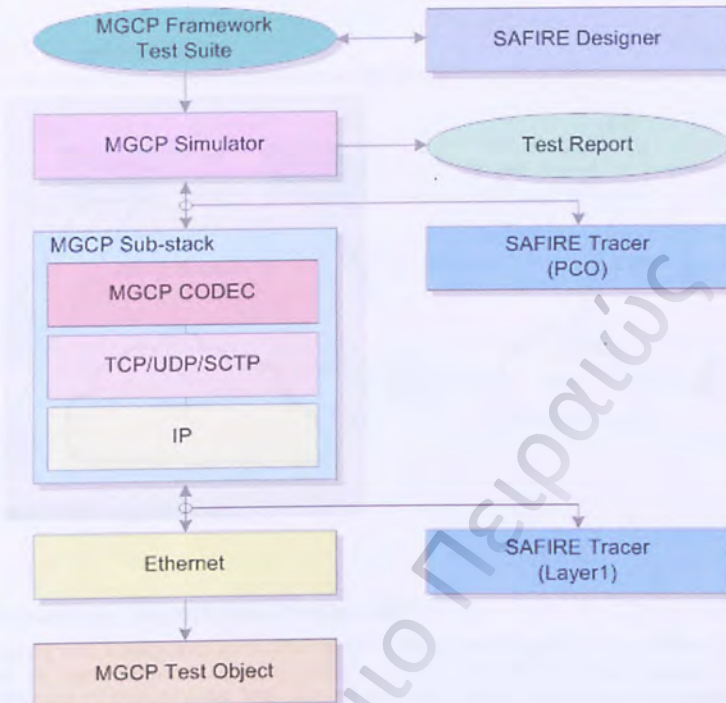 MGCP Framework
Test Suite
SAFIRE Designer
MGCP Simulator
Test Report
MGCP Sub-stack
SAFIRE Tracer
(PCO)
MGCP CODEC
TCP/UDP/SCTP
IP
Ethernet
SAFIRE Tracer
(Layer1)
MGCP Test Object
Πειραιώς